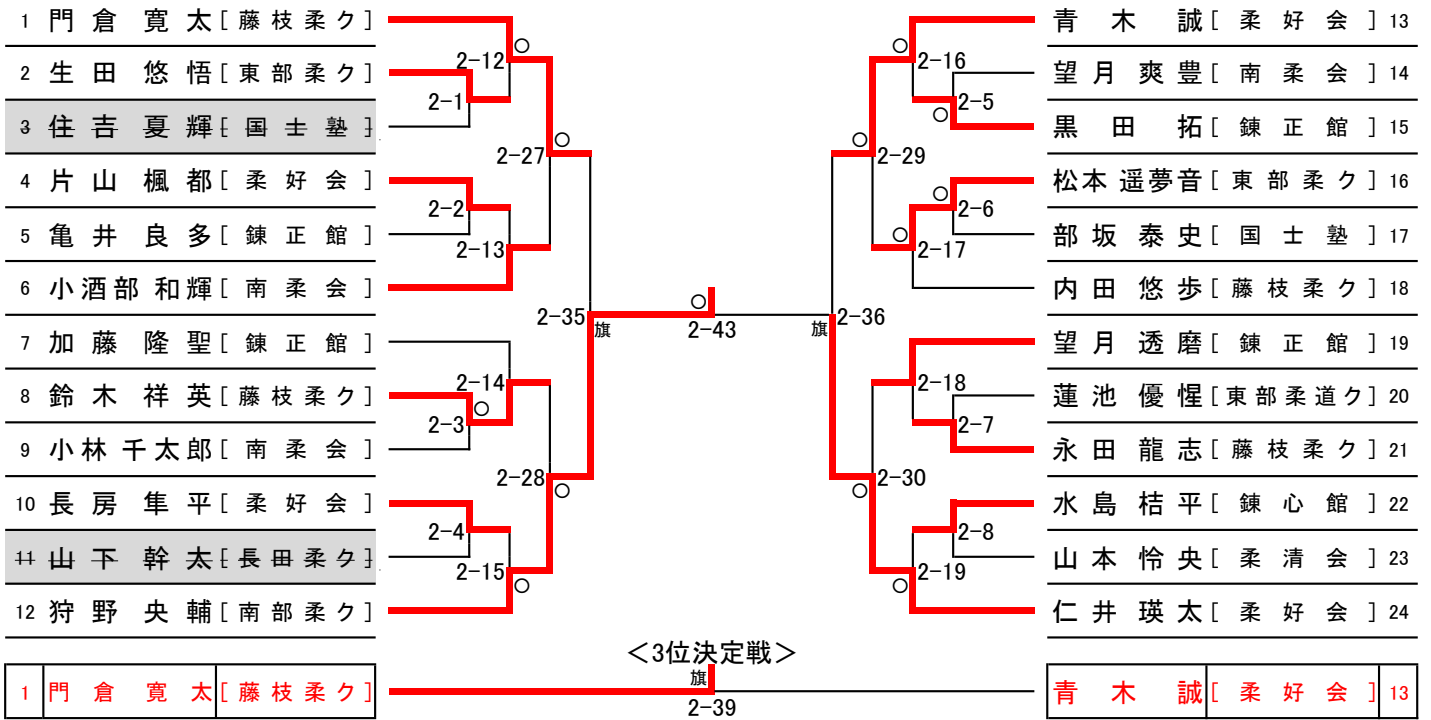 1 門倉 寛太[藤枝柔ク]
2 生田 悠悟[東部柔ク]
3 住吉 夏輝[国士塾]
4 片山 楓都[柔好会]
5 亀井 良多[錬正館]
6 小酒部 和輝[南柔会]
7 加藤 隆聖[錬正館]
8 鈴木 祥英[藤枝柔ク]
9 小林 千太郎[南柔会]
10 長房 隼平[柔好会]
11 山下 幹太[長田柔ク]
12 狩野 央輔[南部柔ク]
2-12
2-1
2-27
2-2
2-13
2-35
旗
2-14
○
2-3
2-28
2-4
2-15
○
○
○
○
○
2-43
○
2-16
2-5
○
○
2-29
○
2-6
○
2-17
旗
2-36
2-18
2-7
2-30
○
2-8
2-19
○
青木 誠[柔好会] 13
望月 爽豊[南柔会] 14
黒田 拓[錬正館] 15
松本 遥夢音[東部柔ク] 16
部坂 泰史[国士塾] 17
内田 悠歩[藤枝柔ク] 18
望月 透磨[錬正館] 19
蓮池 優惺[東部柔道ク] 20
永田 龍志[藤枝柔ク] 21
水島 桔平[錬心館] 22
山本 怜央[柔清会] 23
仁井 瑛太[柔好会] 24
＜3位決定戦＞
1 門倉 寛太[藤枝柔ク]
旗
2-39
青木 誠[柔好会] 13